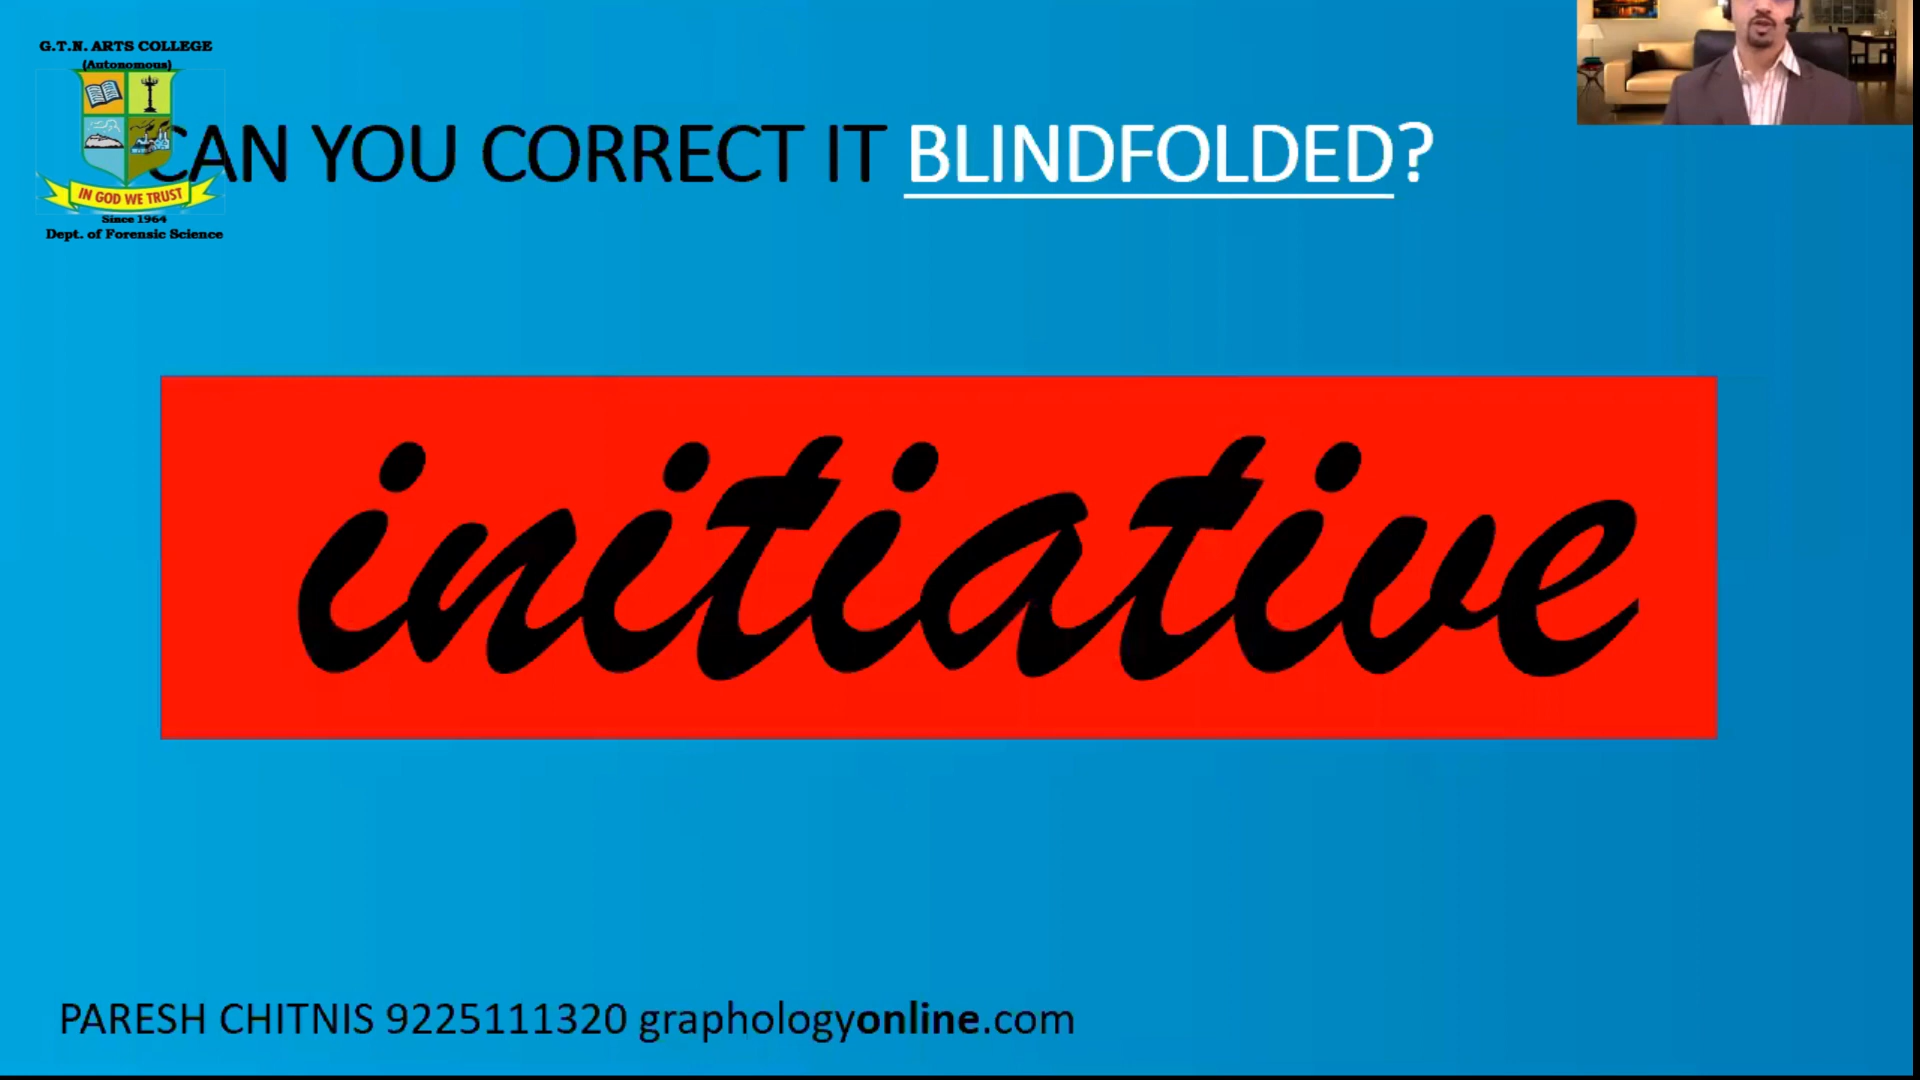 G.T.N. ARTS COLLEGE
(Autonomous)
IN GOD WE TRUST
Since 1964
Dept. of Forensic Science
CAN YOU CORRECT IT BLINDFOLDED?
initiative
PARESH CHITNIS 9225111320 graphologyonline.com